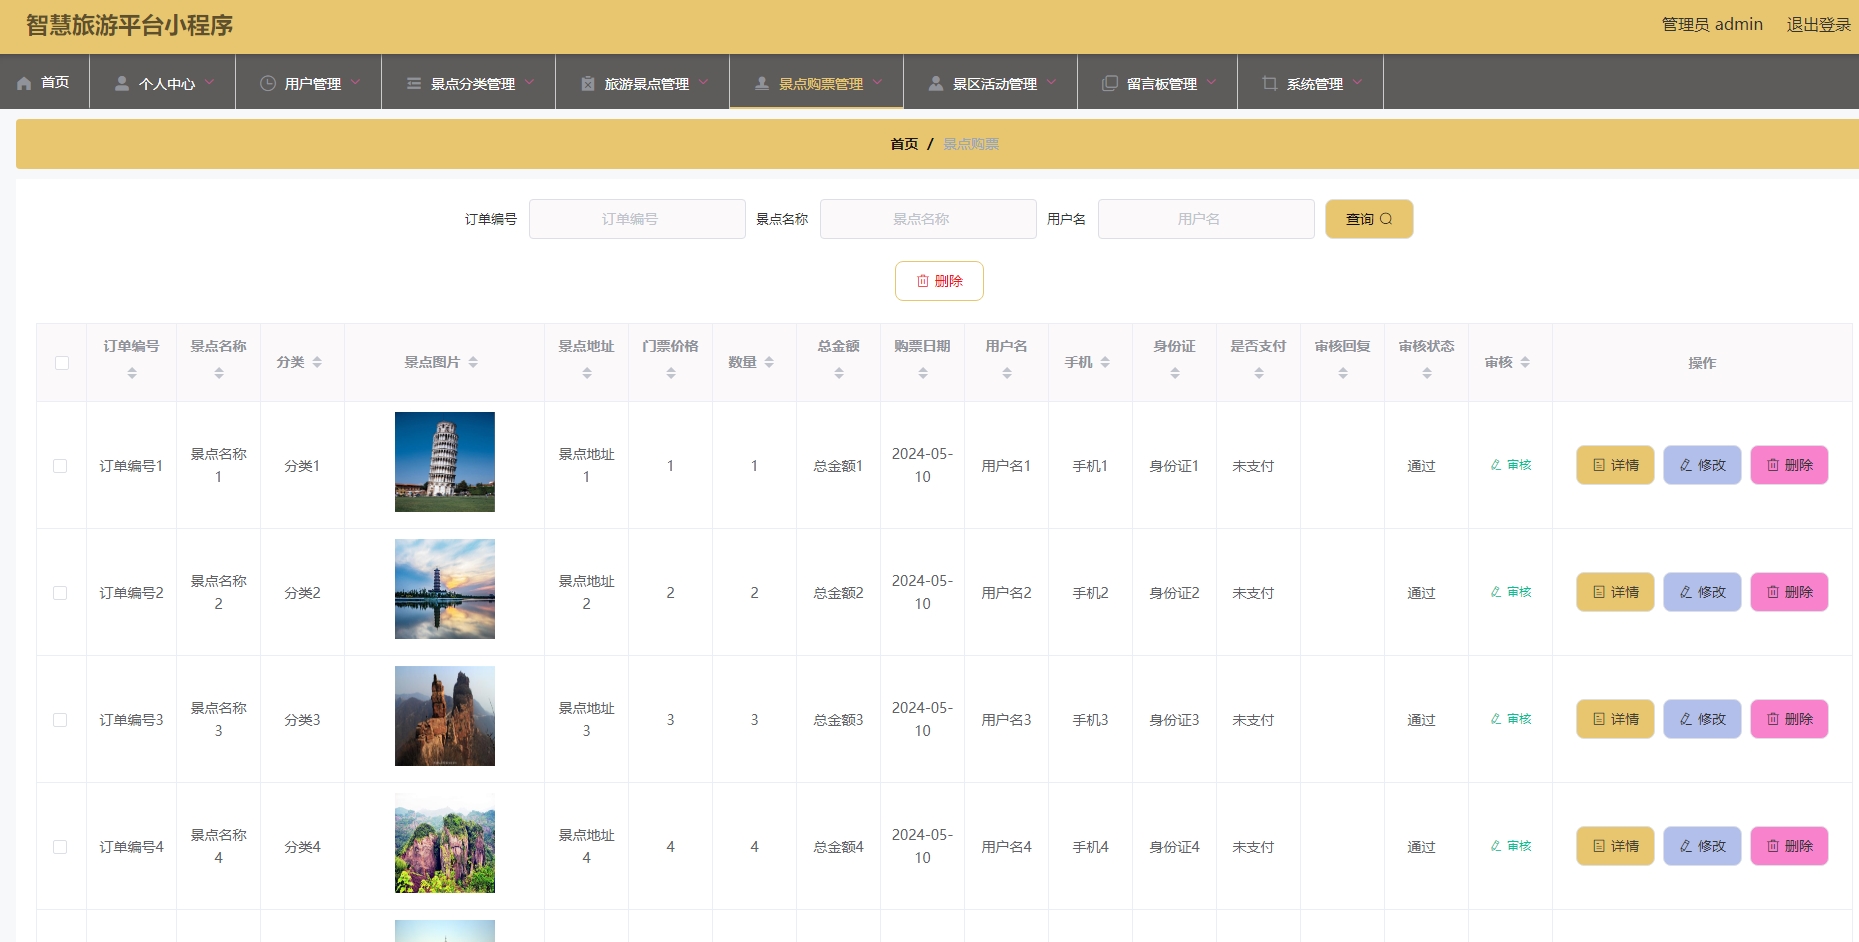 智慧旅游平台小程序
管理员 admin 退出登录
首页 个人中心 用户管理 景点分类管理 旅游景点管理 景点购票管理 景区活动管理 留言板管理 系统管理
首页 / 景点购票
订单编号 订单编号 景点名称 景点名称 用户名 用户名 查询
删除
订单编号 景点名称 分类 景点图片 景点地址 门票价格 数量 总金额 购票日期 用户名 手机 身份证 是否支付 审核回复 审核状态 审核 操作
订单编号1 景点名称1 分类1 景点地址1 1 1 总金额1 2024-05-10 用户名1 手机1 身份证1 未支付 通过 审核 详情 修改 删除
订单编号2 景点名称2 分类2 景点地址2 2 2 总金额2 2024-05-10 用户名2 手机2 身份证2 未支付 通过 审核 详情 修改 删除
订单编号3 景点名称3 分类3 景点地址3 3 3 总金额3 2024-05-10 用户名3 手机3 身份证3 未支付 通过 审核 详情 修改 删除
订单编号4 景点名称4 分类4 景点地址4 4 4 总金额4 2024-05-10 用户名4 手机4 身份证4 未支付 通过 审核 详情 修改 删除